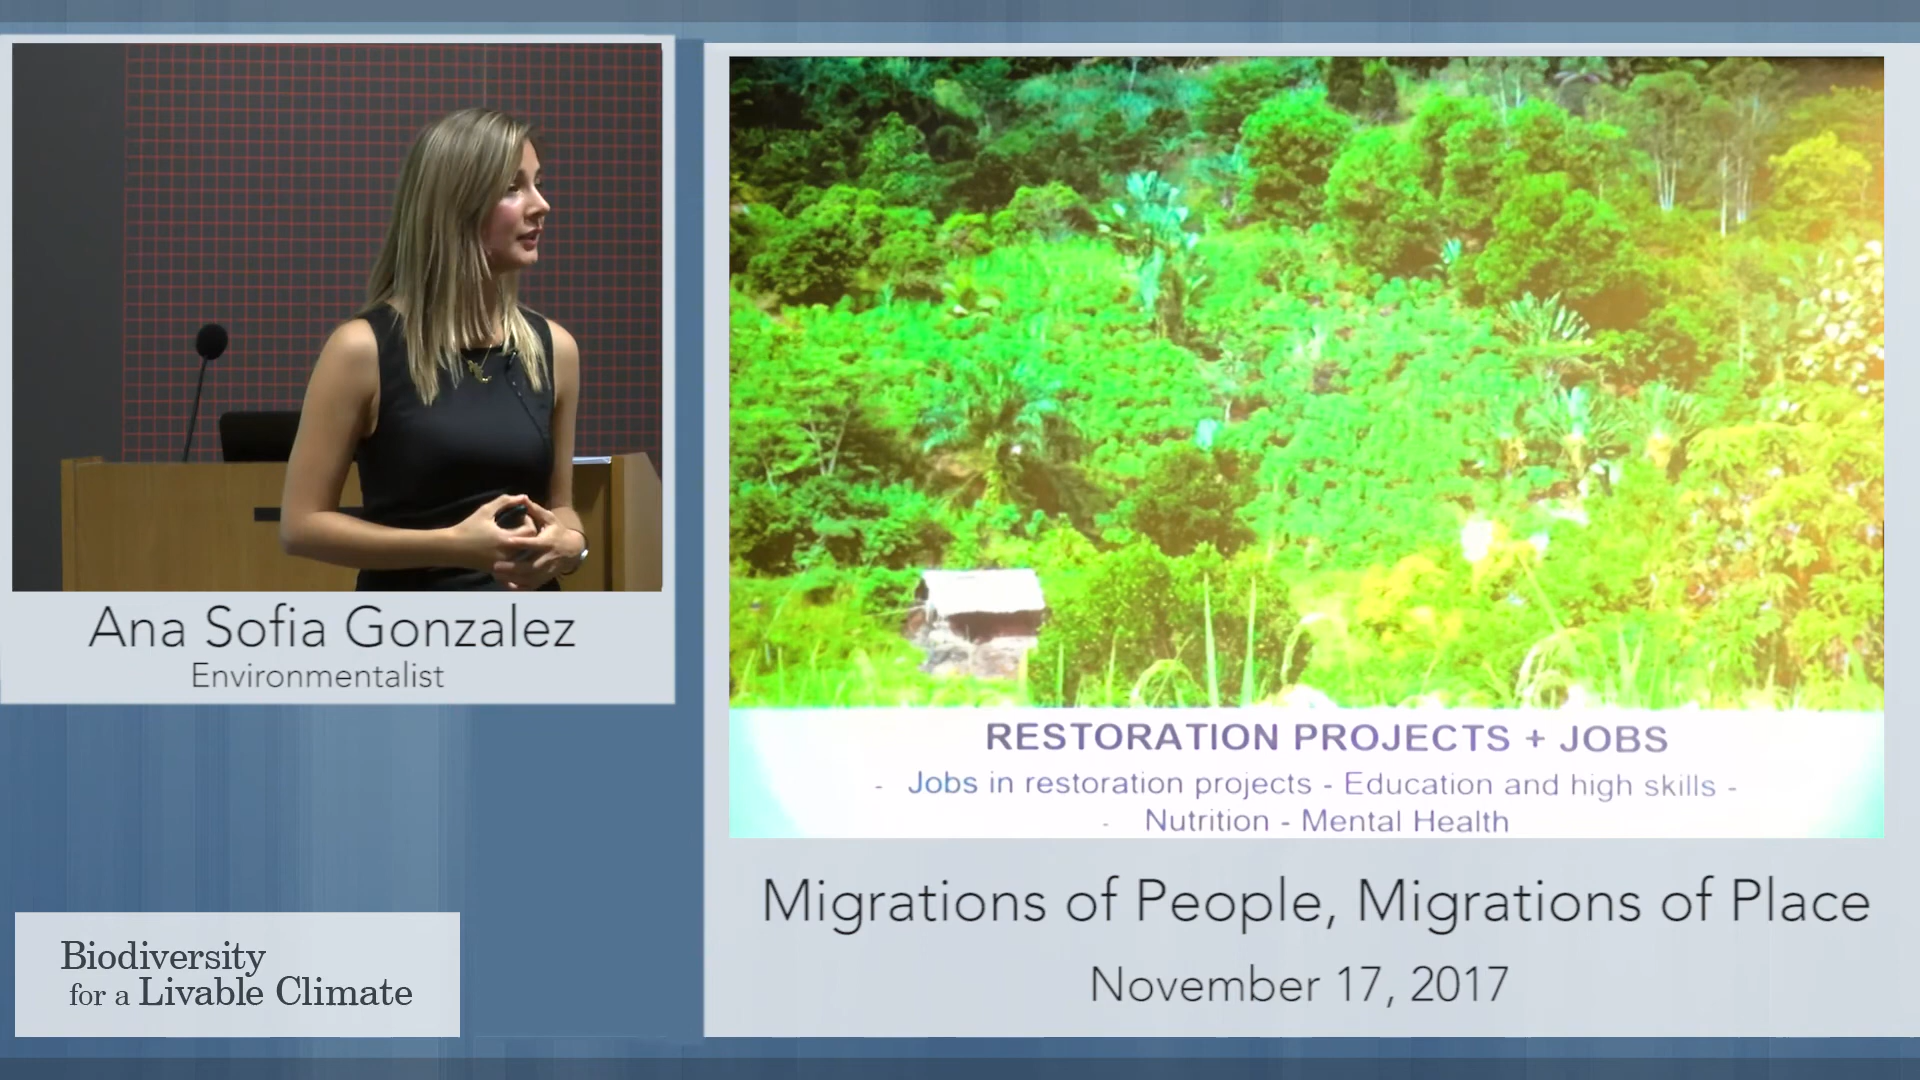 Ana Sofia Gonzalez
Environmentalist
RESTORATION PROJECTS + JOBS
- Jobs in restoration projects - Education and high skills -
- Nutrition - Mental Health
Migrations of People, Migrations of Place
November 17, 2017
Biodiversity
for a Livable Climate